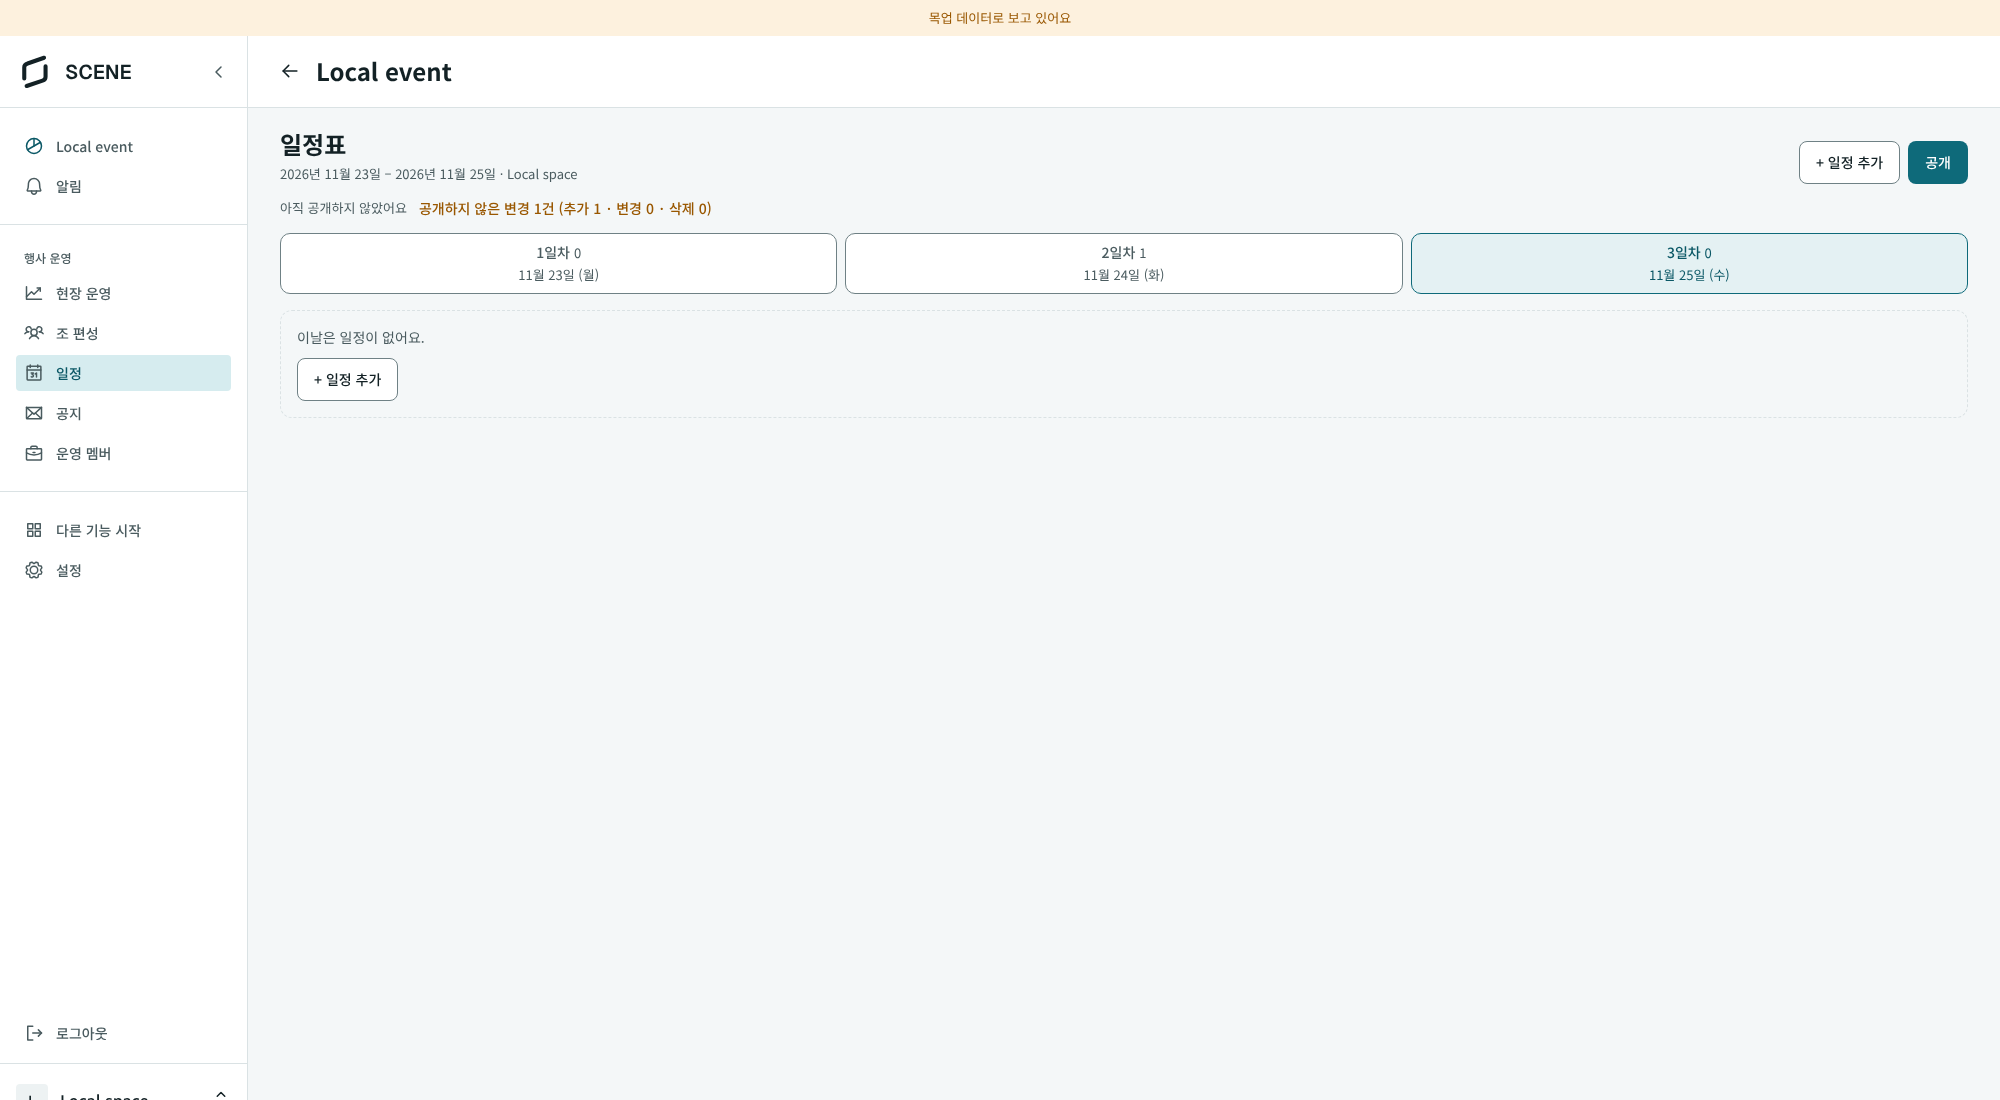 목업 데이터로 보고 있어요
SCENE
Local event
Local event
알림
행사 운영
현장 운영
조 편성
31
일정
공지
운영 멤버
다른 기능 시작
설정
로그아웃
Local space
일정표
2026년 11월 23일 – 2026년 11월 25일 · Local space
+ 일정 추가
공개
아직 공개하지 않았어요 공개하지 않은 변경 1건 (추가 1 · 변경 0 · 삭제 0)
1일차 0
11월 23일 (월)
2일차 1
11월 24일 (화)
3일차 0
11월 25일 (수)
이날은 일정이 없어요.
+ 일정 추가